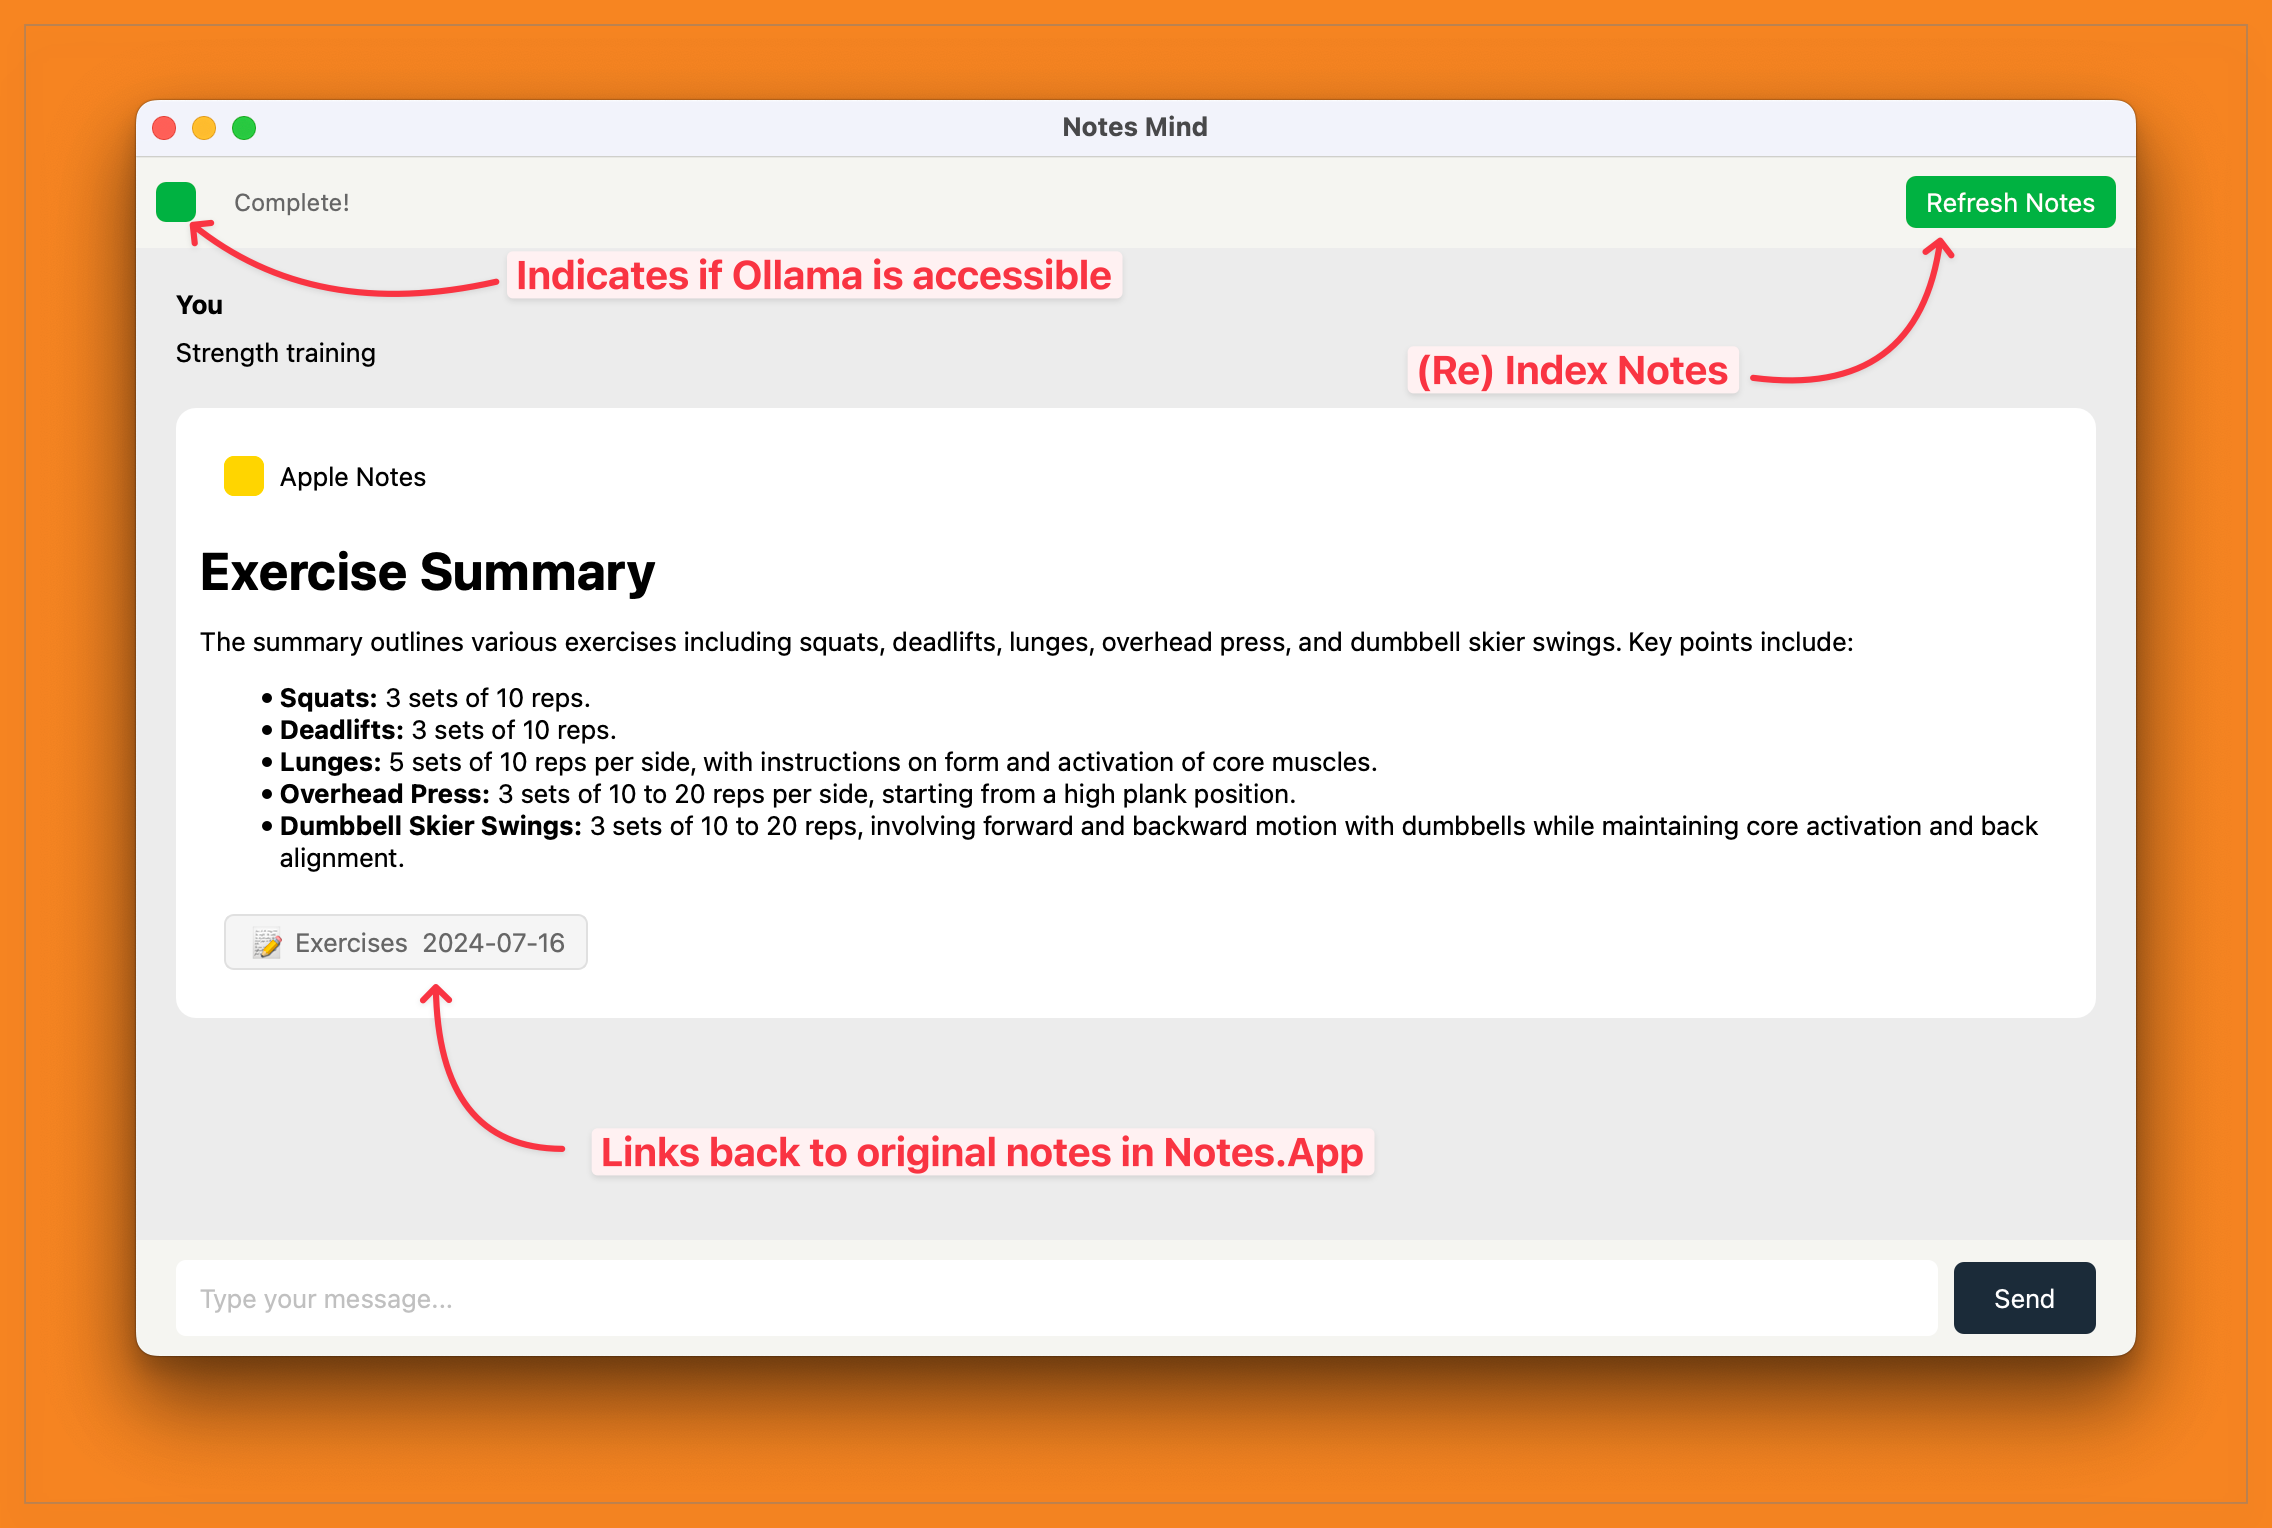 Notes Mind
Complete!
Refresh Notes
Indicates if Ollama is accessible
You
Strength training
(Re) Index Notes
Apple Notes
Exercise Summary
The summary outlines various exercises including squats, deadlifts, lunges, overhead press, and dumbbell skier swings. Key points include:
• Squats: 3 sets of 10 reps.
• Deadlifts: 3 sets of 10 reps.
• Lunges: 5 sets of 10 reps per side, with instructions on form and activation of core muscles.
• Overhead Press: 3 sets of 10 to 20 reps per side, starting from a high plank position.
• Dumbbell Skier Swings: 3 sets of 10 to 20 reps, involving forward and backward motion with dumbbells while maintaining core activation and back
alignment.
Exercises 2024-07-16
Links back to original notes in Notes.App
Type your message...
Send